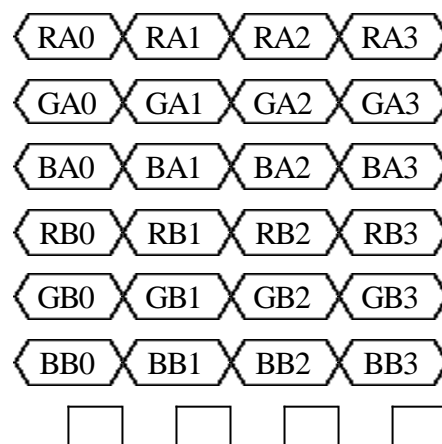 RA0 RA1 RA2 RA3
GA0 GA1 GA2 GA3
BA0 BA1 BA2 BA3
RB0 RB1 RB2 RB3
GB0 GB1 GB2 GB3
BB0 BB1 BB2 BB3